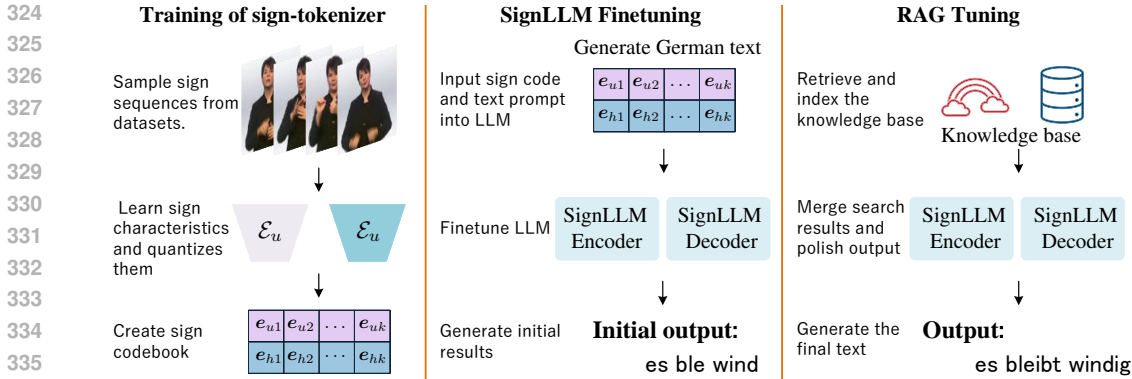 324
325
326
327
328
329
330
331
332
333
334
335
Training of sign-tokenizer
Sample sign
sequences from
datasets.
Learn sign
characteristics
and quantizes
them
ℰu
ℰu
Create sign
codebook
eu1 eu2 ... euk
eh1 eh2 ... ehk
SignLLM Finetuning
Generate German text
Input sign code
and text prompt
into LLM
eu1 eu2 ... euk
eh1 eh2 ... ehk
Finetune LLM
SignLLM
Encoder
SignLLM
Decoder
Generate initial
results
Initial output:
es ble wind
RAG Tuning
Retrieve and
index the
knowledge base
Knowledge base
Merge search
results and
polish output
SignLLM
Encoder
SignLLM
Decoder
Generate the
final text
Output:
es bleibt windig